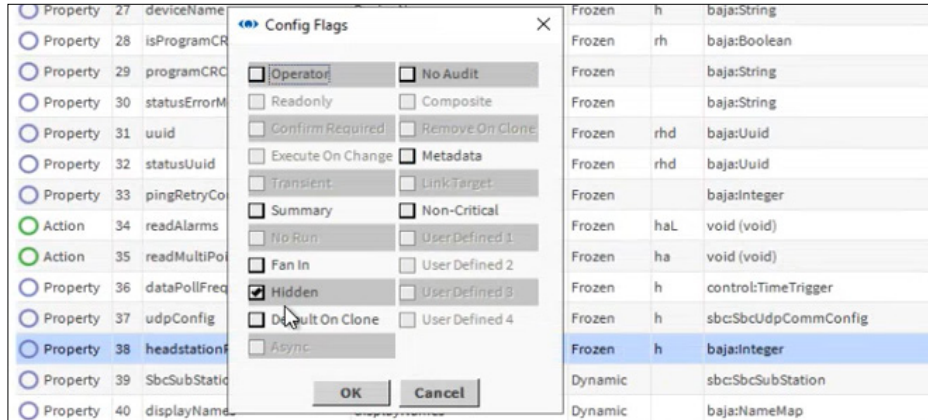 Property 27 deviceName Frozen h baja:String
Property 28 isProgramCR Frozen rh baja:Boolean
Property 29 programCRC Frozen baja:String
Property 30 statusErrorM Frozen baja:String
Property 31 uuid Frozen rhd baja:Uuid
Property 32 statusUuid Frozen rhd baja:Uuid
Property 33 pingRetryCo Frozen baja:Integer
Action 34 readAlarms Frozen haL void (void)
Action 35 readMultiPoi Frozen ha void (void)
Property 36 dataPollFreq Frozen h control:TimeTrigger
Property 37 udpConfig Frozen h sbc:SbcUdpCommConfig
Property 38 headstation Frozen h baja:Integer
Property 39 SbcSubStatio Dynamic sbc:SbcSubStation
Property 40 displayNames Dynamic baja:NameMap
Config Flags
Operator No Audit
Readonly Composite
Confirm Required Remove On Clone
Execute On Change Metadata
Transient Link Target
Summary Non-Critical
No Run User Defined 1
Fan In User Defined 2
Hidden User Defined 3
Default On Clone User Defined 4
Async
OK Cancel